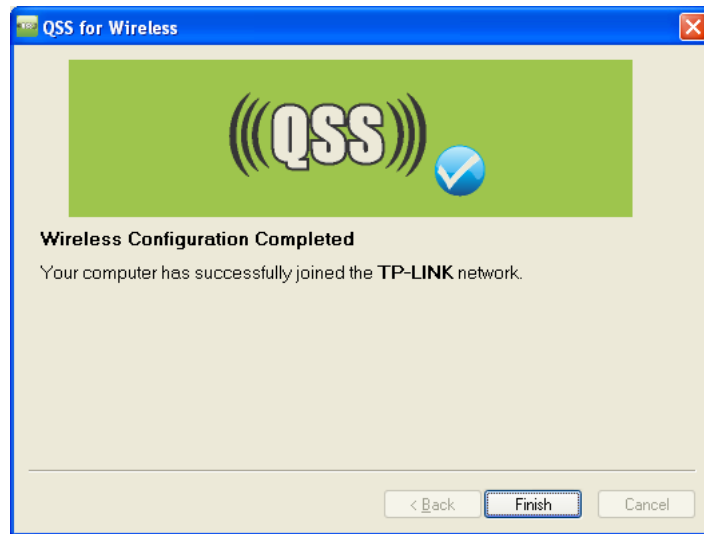 QSS for Wireless
QSS
Wireless Configuration Completed
Your computer has successfully joined the TP-LINK network.
< Back Finish Cancel